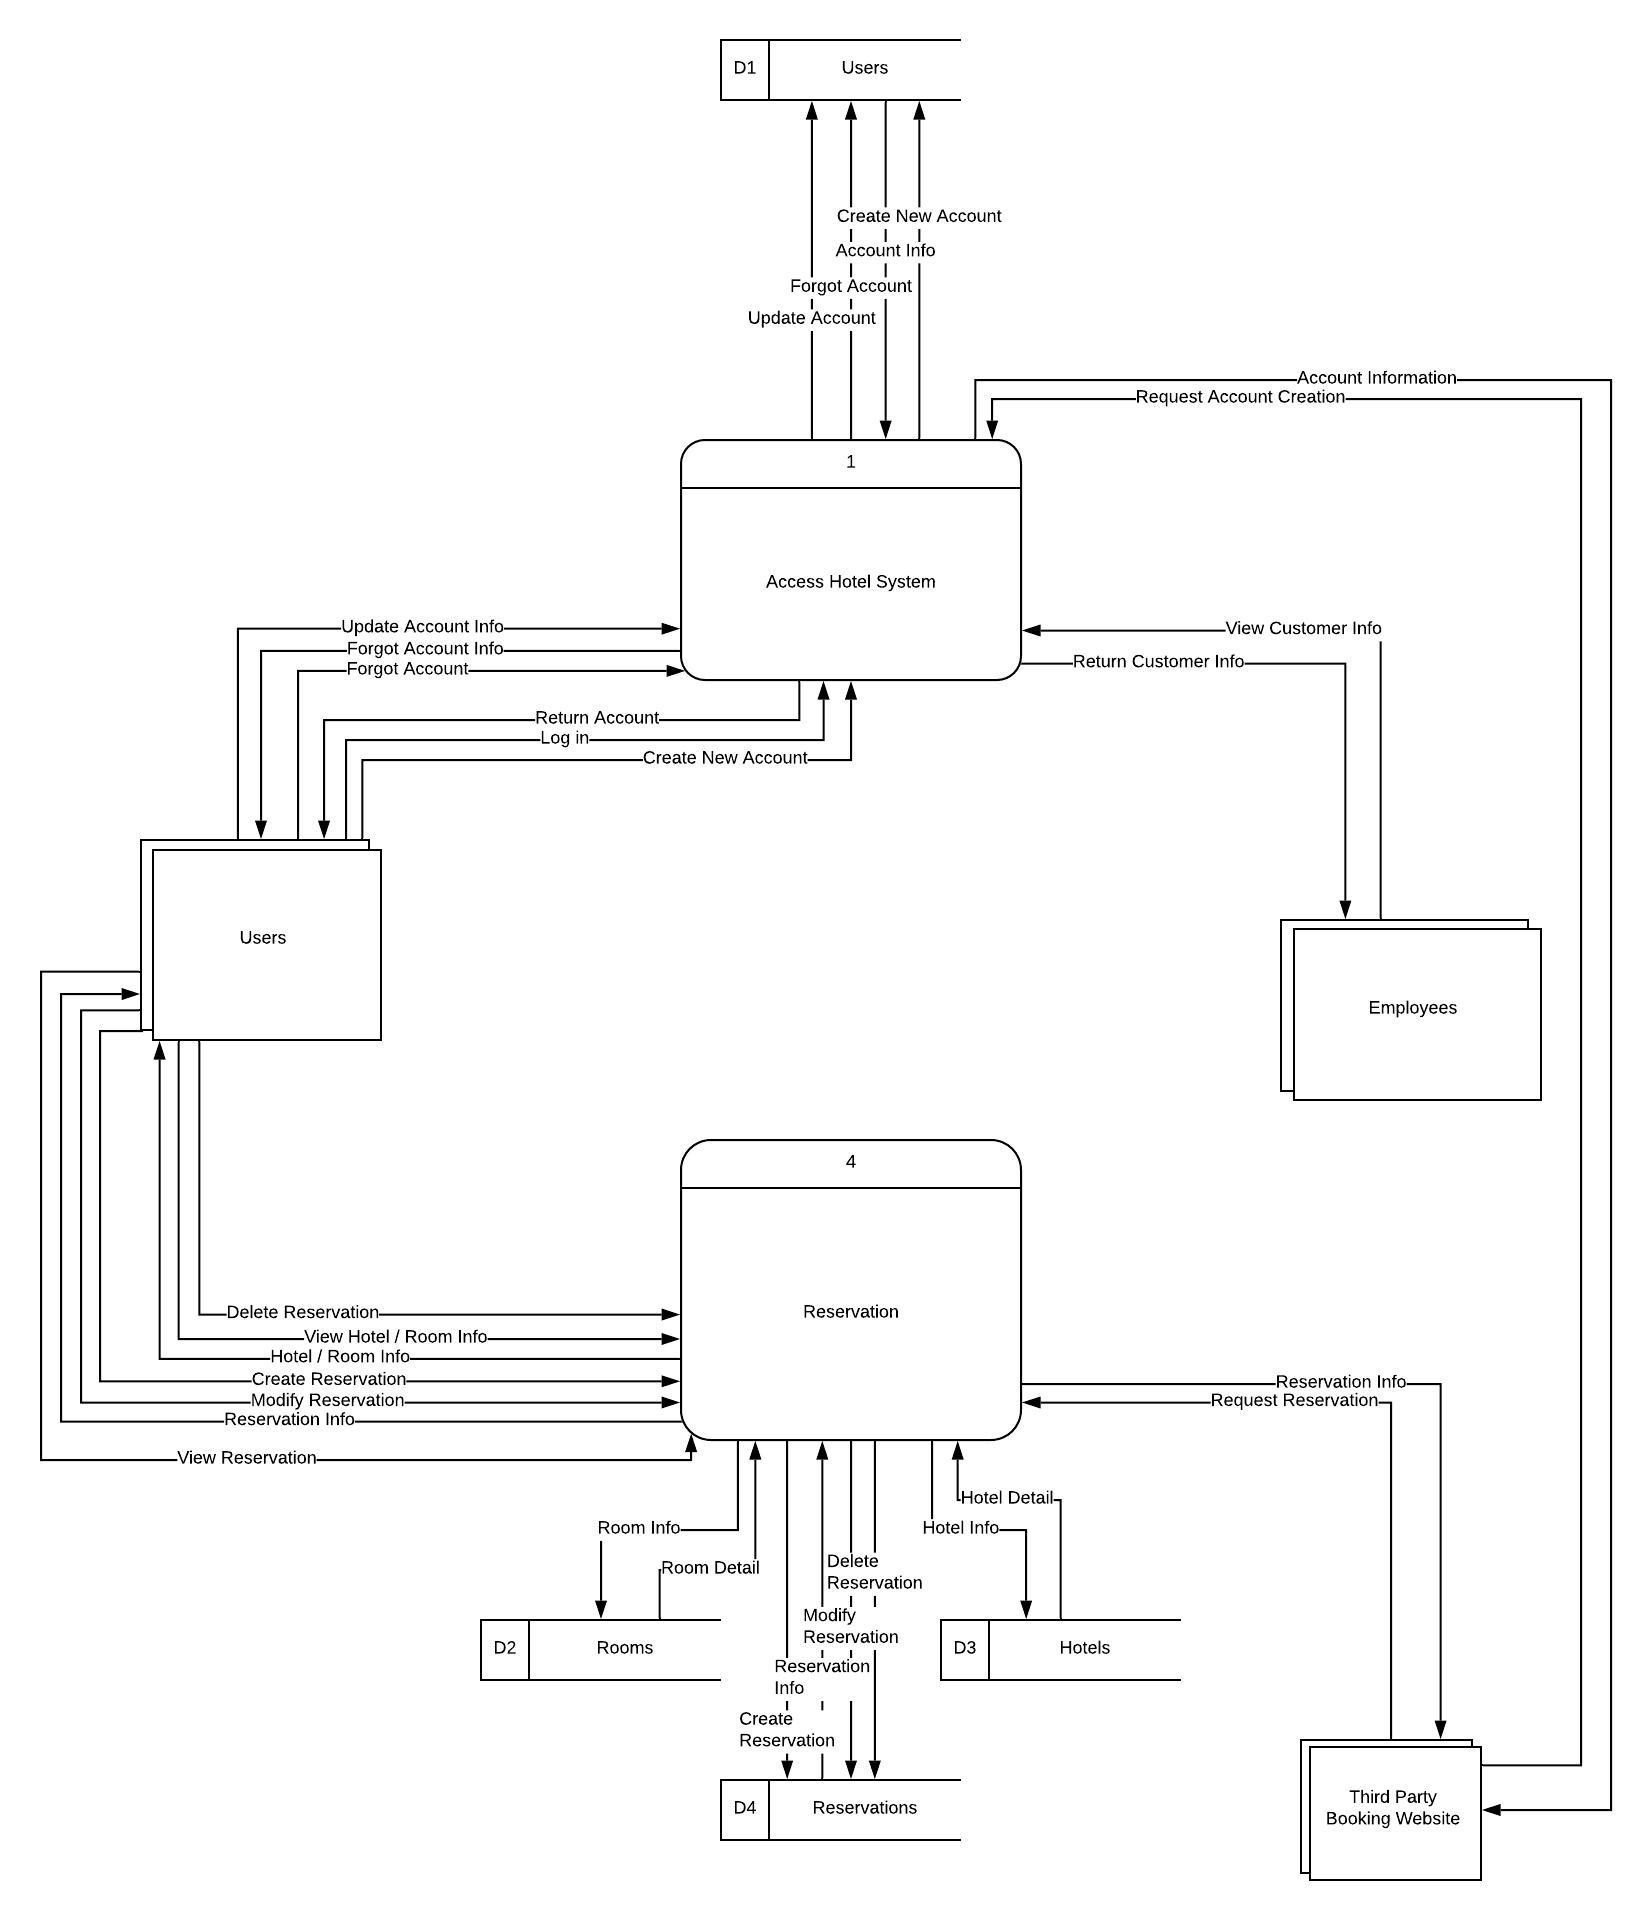 D1
Users
Create New Account
Account Info
Forgot Account
Update Account
Account Information
Request Account Creation
1
Access Hotel System
Update Account Info
Forgot Account Info
Forgot Account
View Customer Info
Return Customer Info
Return Account
Log in
Create New Account
Users
Employees
4
Reservation
Delete Reservation
View Hotel / Room Info
Hotel / Room Info
Create Reservation
Modify Reservation
Reservation Info
View Reservation
Reservation Info
Request Reservation
Hotel Detail
Room Info
Hotel Info
Room Detail
Delete
Reservation
Modify
Reservation
D2
Rooms
D3
Hotels
Reservation
Info
Create
Reservation
D4
Reservations
Third Party
Booking Website